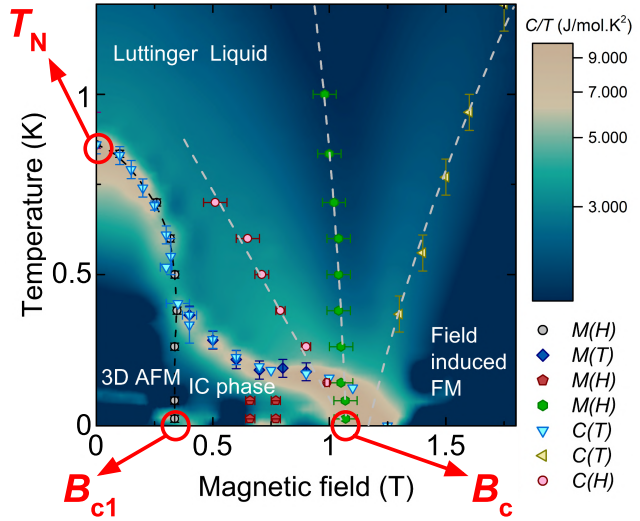 T_N
Luttinger Liquid
C/T (J/mol.K²)
9.000
7.000
5.000
3.000
1
0.5
0
Temperature (K)
3D AFM
IC phase
Field
induced
FM
M(H)
M(T)
M(H)
M(H)
C(T)
C(T)
C(H)
0
0.5
1.0
1.5
Magnetic field (T)
B_c1
B_c